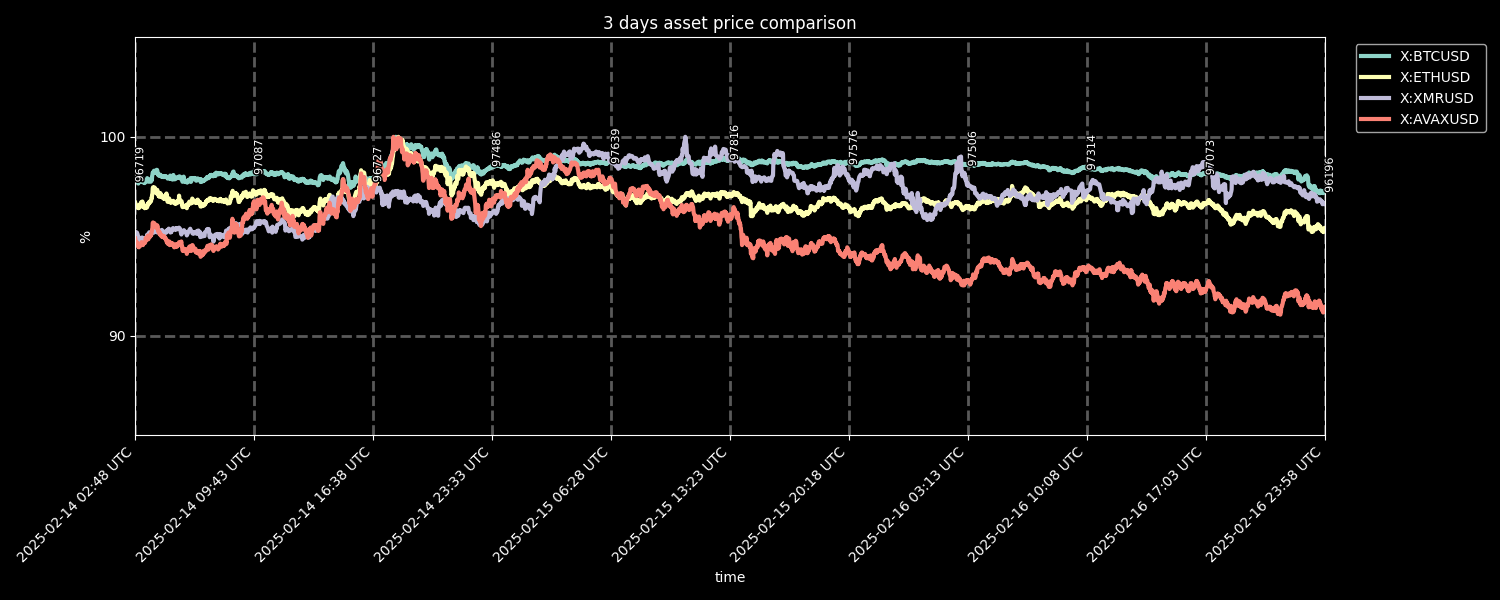 3 days asset price comparison
X:BTCUSD
X:ETHUSD
X:XMRUSD
X:AVAXUSD
100
90
%
96719
97087
97486
97639
97816
97576
97506
97314
97073
96196
2025-02-14 02:48 UTC
2025-02-14 09:43 UTC
2025-02-14 16:38 UTC
2025-02-14 23:33 UTC
2025-02-15 06:28 UTC
2025-02-15 13:23 UTC
2025-02-15 20:18 UTC
2025-02-16 03:13 UTC
2025-02-16 10:08 UTC
2025-02-16 17:03 UTC
2025-02-16 23:58 UTC
time